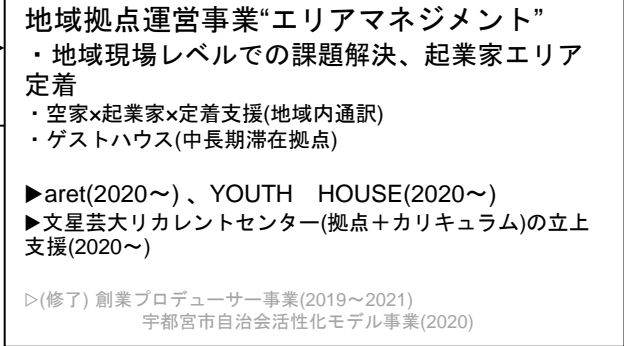 地域拠点運営事業“エリアマネジメント”
・地域現場レベルでの課題解決、起業家エリア
定着
・空家×起業家×定着支援(地域内通訳)
・ゲストハウス(中長期滞在拠点)
▶aret(2020～) 、YOUTH　HOUSE(2020～)
▶文星芸大リカレントセンター(拠点＋カリキュラム)の立上
支援(2020～)
▷(修了) 創業プロデューサー事業(2019～2021)
宇都宮市自治会活性化モデル事業(2020)